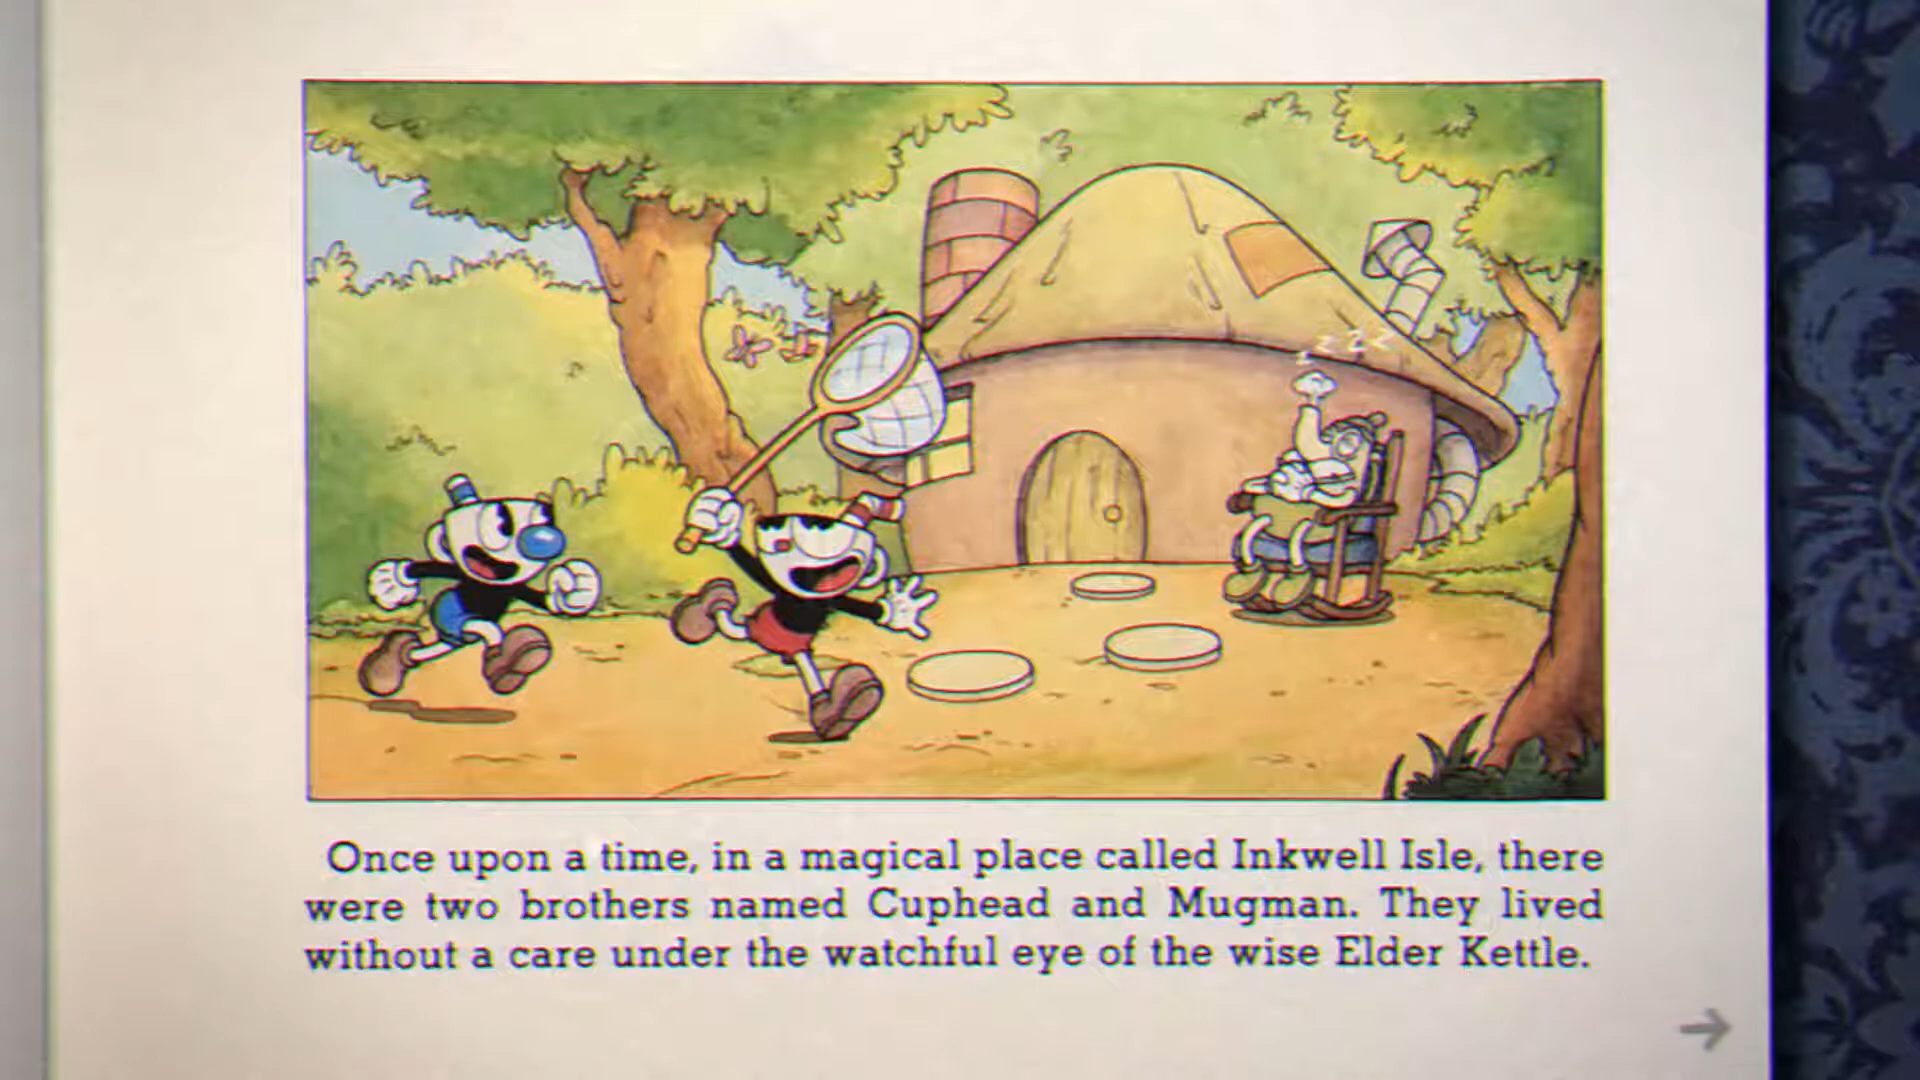 z z z z
Once upon a time, in a magical place called Inkwell Isle, there
were two brothers named Cuphead and Mugman. They lived
without a care under the watchful eye of the wise Elder Kettle.